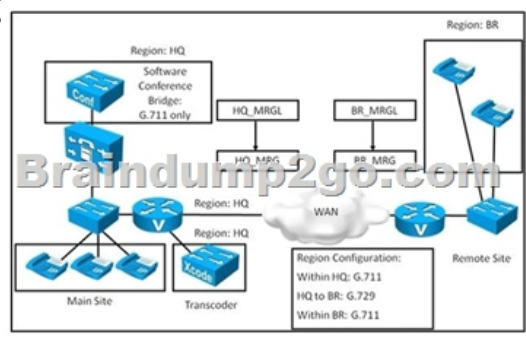 Region: BR
Region: HQ
Software
Conference
Bridge:
G.711 only
Conf
HQ_MRGL
BR_MRGL
HQ_MRG
BR_MRG
Braindump2go.com
Region: HQ
WAN
V
V
Region: HQ
Xcode
Main Site
Transcoder
Region Configuration:
Within HQ: G.711
HQ to BR: G.729
Within BR: G.711
Remote Site